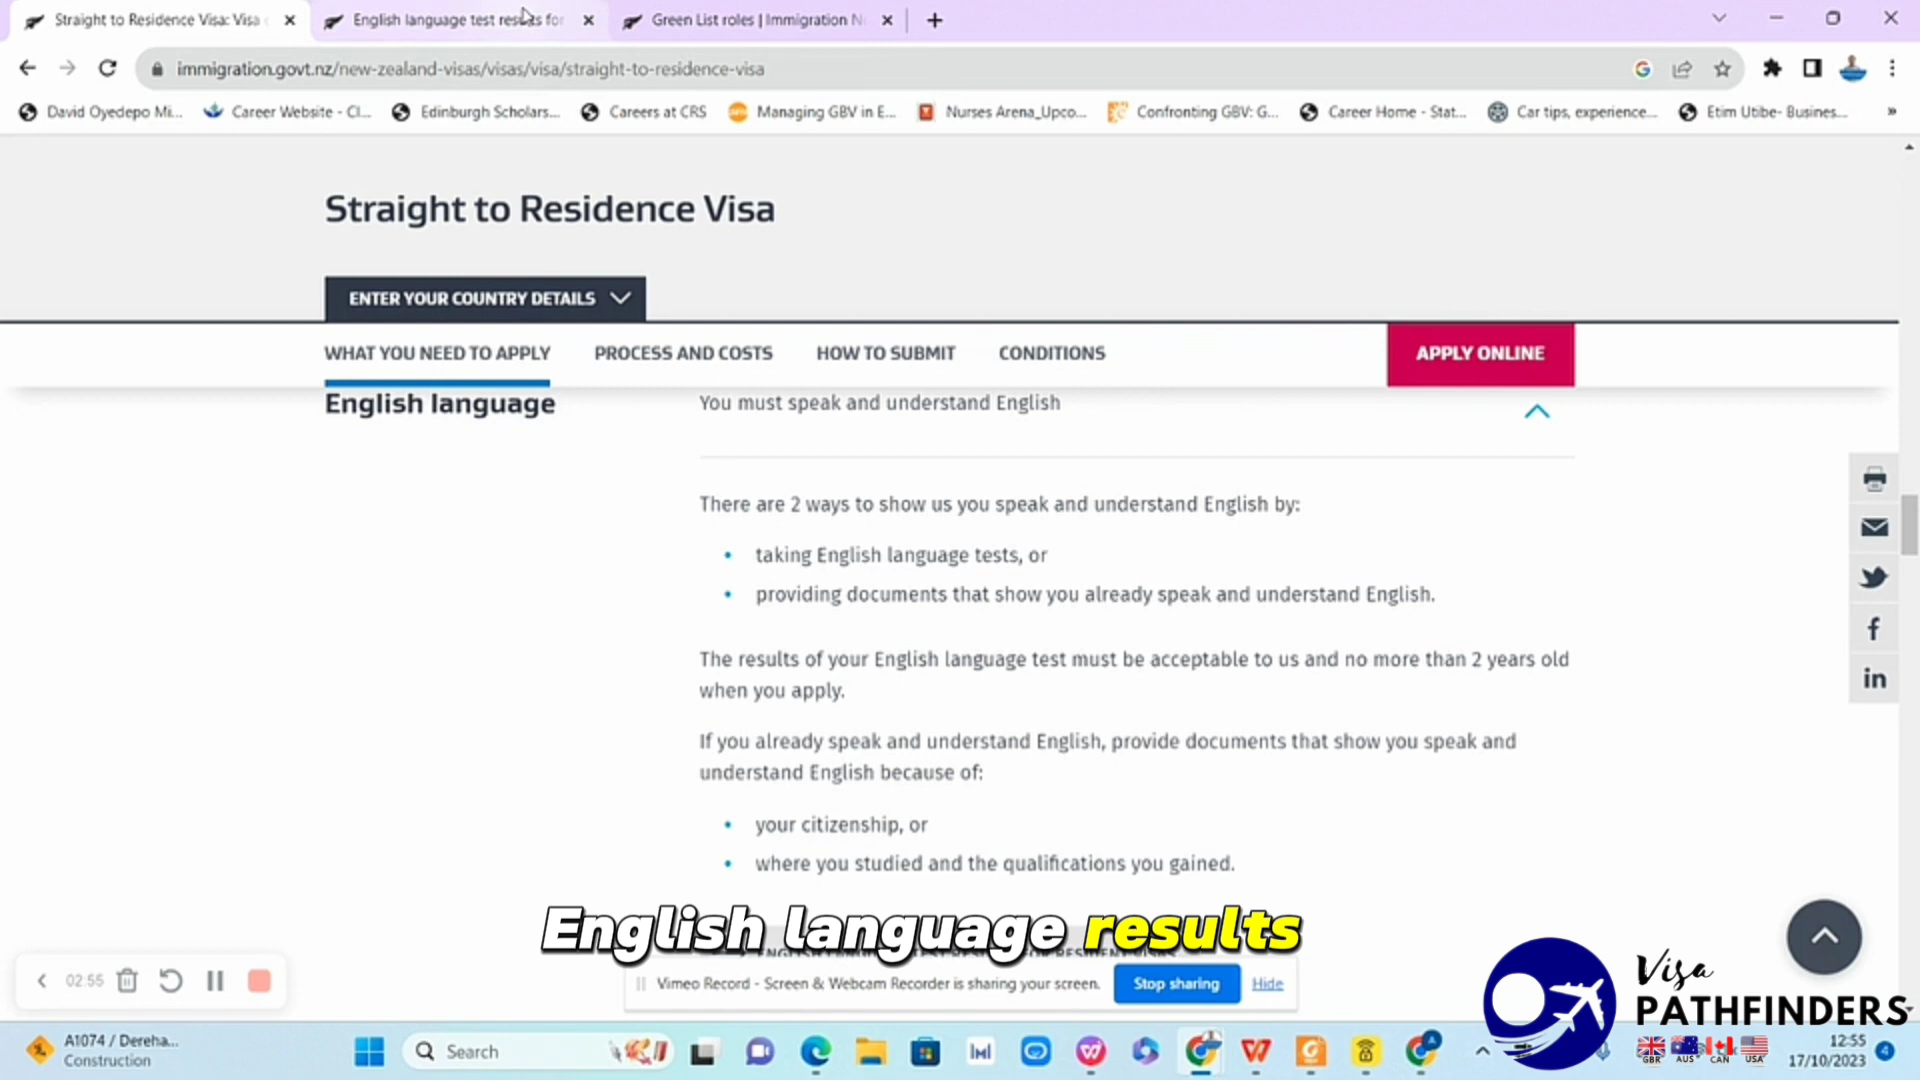 Straight to Residence Visa: Visa
English language test results for
Green List roles | Immigration N
immigration.govt.nz/new-zealand-visas/visas/visa/straight-to-residence-visa
David Oyedepo Mi...
Career Website - Cl...
Edinburgh Scholars...
Careers at CRS
Managing GBV in E...
Nurses Arena_Upco...
Confronting GBV: G...
Career Home - Stat...
Car tips, experience...
Etim Utibe- Busines...
»
Straight to Residence Visa
ENTER YOUR COUNTRY DETAILS
WHAT YOU NEED TO APPLY
PROCESS AND COSTS
HOW TO SUBMIT
CONDITIONS
APPLY ONLINE
English language
You must speak and understand English
There are 2 ways to show us you speak and understand English by:
• taking English language tests, or
• providing documents that show you already speak and understand English.
The results of your English language test must be acceptable to us and no more than 2 years old
when you apply.
If you already speak and understand English, provide documents that show you speak and
understand English because of:
• your citizenship, or
• where you studied and the qualifications you gained.
English language results
02:55
Vimeo Record - Screen & Webcam Recorder is sharing your screen.
Stop sharing
Hide
Visa
PATHFINDERS
GBR
AUS
CAN
USA
A1074 / Dereha...
Construction
Search
12:55
17/10/2023
4